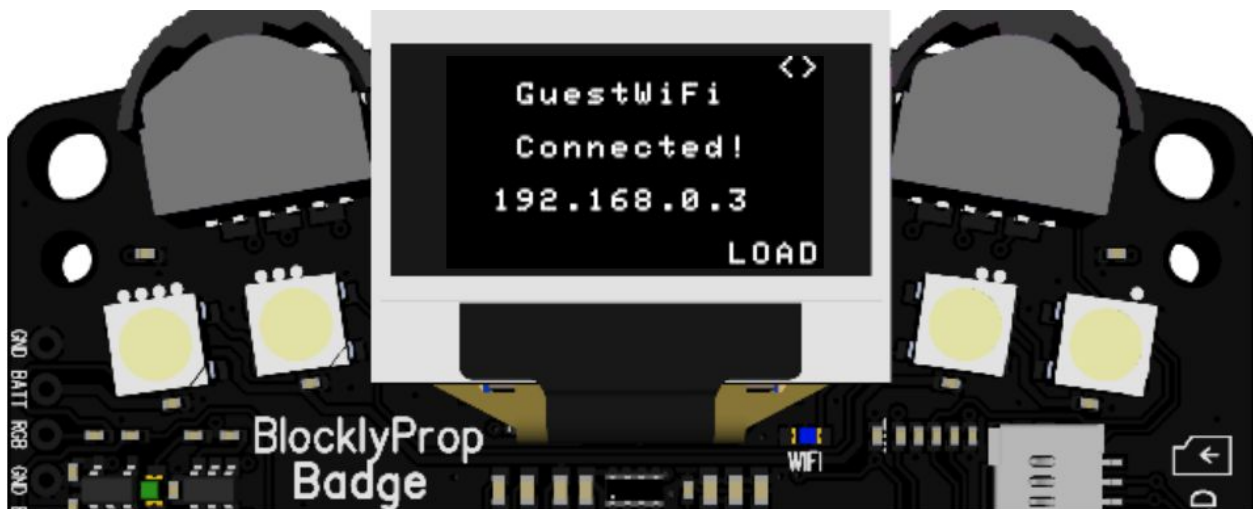 <>
GuestWiFi
Connected!
192.168.0.3
LOAD
GND
BATT
RGB
GND
BlocklyProp
Badge
WIFI